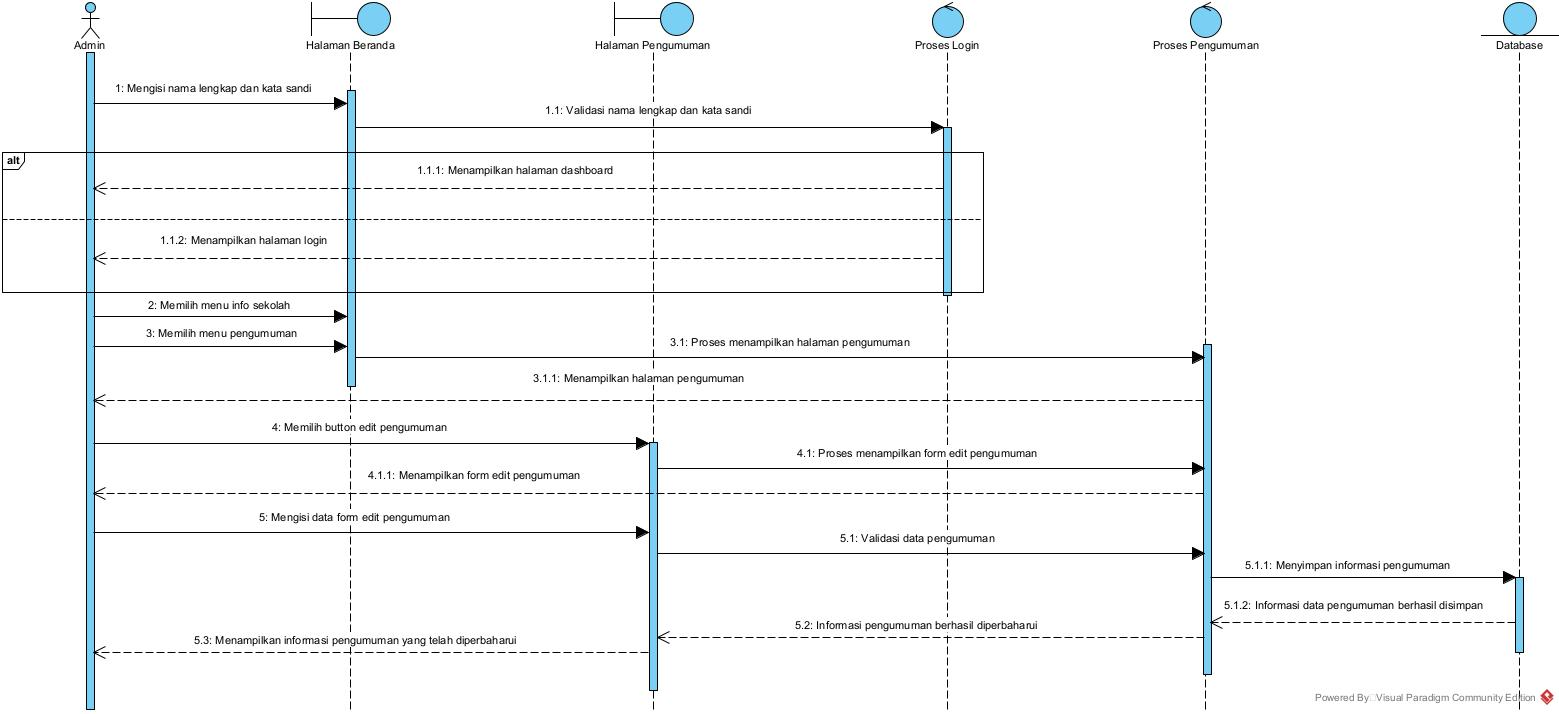 Admin
Halaman Beranda
Halaman Pengumuman
Proses Login
Proses Pengumuman
Database
1: Mengisi nama lengkap dan kata sandi
1.1: Validasi nama lengkap dan kata sandi
alt
1.1.1: Menampilkan halaman dashboard
1.1.2: Menampilkan halaman login
2: Memilih menu info sekolah
3: Memilih menu pengumuman
3.1: Proses menampilkan halaman pengumuman
3.1.1: Menampilkan halaman pengumuman
4: Memilih button edit pengumuman
4.1: Proses menampilkan form edit pengumuman
4.1.1: Menampilkan form edit pengumuman
5: Mengisi data form edit pengumuman
5.1: Validasi data pengumuman
5.1.1: Menyimpan informasi pengumuman
5.1.2: Informasi data pengumuman berhasil disimpan
5.2: Informasi pengumuman berhasil diperbaharui
5.3: Menampilkan informasi pengumuman yang telah diperbaharui
Powered By Visual Paradigm Community Edition